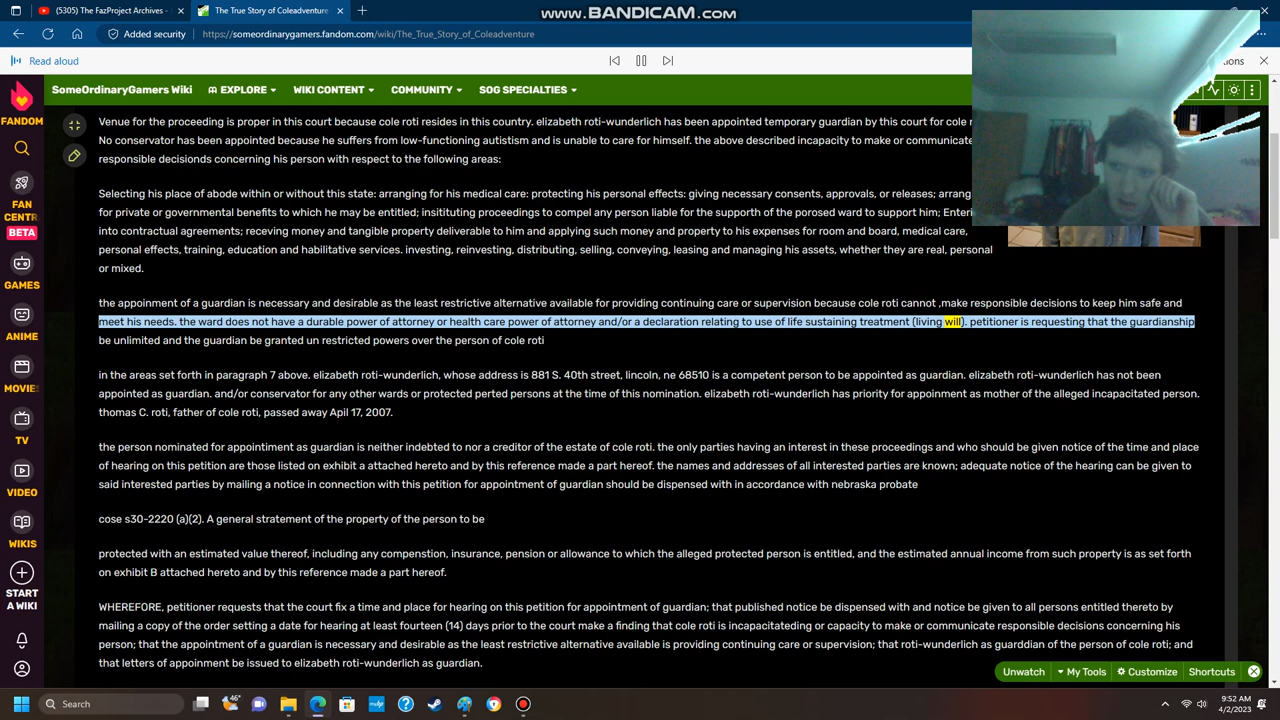 (5305) The FazProject Archives -
The True Story of Coleadventure
WWW.BANDICAM.COM
Added security
https://someordinarygamers.fandom.com/wiki/The_True_Story_of_Coleadventure
Read aloud
SomeOrdinaryGamers Wiki
EXPLORE
WIKI CONTENT
COMMUNITY
SOG SPECIALTIES
FANDOM
FAN
CENTR
BETA
GAMES
ANIME
MOVIE
TV
VIDEO
WIKIS
START
A WIKI
Venue for the proceeding is proper in this court because cole roti resides in this country. elizabeth roti-wunderlich has been appointed temporary guardian by this court for cole
No conservator has been appointed because he suffers from low-functioning autism and is unable to care for himself. the above described incapacity to make or communicate
responsible decisionds concerning his person with respect to the following areas:
Selecting his place of abode within or without this state: arranging for his medical care: protecting his personal effects: giving necessary consents, approvals, or releases; arrang
for private or governmental benefits to which he may be entitled; insitituting proceedings to compel any person liable for the supporth of the porosed ward to support him; Enteri
into contractual agreements; receving money and tangible property deliverable to him and applying such money and property to his expenses for room and board, medical care,
personal effects, training, education and habilitative services. investing, reinvesting, distributing, selling, conveying, leasing and managing his assets, whether they are real, personal
or mixed.
the appoinment of a guardian is necessary and desirable as the least restrictive alternative available for providing continuing care or supervision because cole roti cannot ,make responsible decisions to keep him safe and
meet his needs. the ward does not have a durable power of attorney or health care power of attorney and/or a declaration relating to use of life sustaining treatment (living will). petitioner is requesting that the guardianship
be unlimited and the guardian be granted un restricted powers over the person of cole roti
in the areas set forth in paragraph 7 above. elizabeth roti-wunderlich, whose address is 881 S. 40th street, lincoln, ne 68510 is a competent person to be appointed as guardian. elizabeth roti-wunderlich has not been
appointed as guardian. and/or conservator for any other wards or protected perted persons at the time of this nomination. elizabeth roti-wunderlich has priority for appoinment as mother of the alleged incapacitated person.
thomas C. roti, father of cole roti, passed away Apil 17, 2007.
the person nominated for appointiment as guardian is neither indebted to nor a creditor of the estate of cole roti. the only parties having an interest in these proceedings and who should be given notice of the time and place
of hearing on this petition are those listed on exhibit a attached hereto and by this reference made a part hereof. the names and addresses of all interested parties are known; adequate notice of the hearing can be given to
said interested parties by mailing a notice in connection with this petition for appointment of guardian should be dispensed with in accordance with nebraska probate
cose s30-2220 (a)(2). A general statement of the property of the person to be
protected with an estimated value thereof, including any compenstion, insurance, pension or allowance to which the alleged protected person is entitled, and the estimated annual income from such property is as set forth
on exhibit B attached hereto and by this reference made a part hereof.
WHEREFORE, petitioner requests that the court fix a time and place for hearing on this petition for appointment of guardian; that published notice be dispensed with and notice be given to all persons entitled thereto by
mailing a copy of the order setting a date for hearing at least fourteen (14) days prior to the court make a finding that cole roti is incapacitateding or capacity to make or communicate responsible decisions concerning his
person; that the appointment of a guardian is necessary and desirable as the least restrictive alternative available is providing continuing care or supervision; that roti-wunderlich as guarddian of the person of cole roti; and
that letters of appoinment be issued to elizabeth roti-wunderlich as guardian.
Unwatch
My Tools
Customize
Shortcuts
Search
46°
9:52 AM
4/2/2023